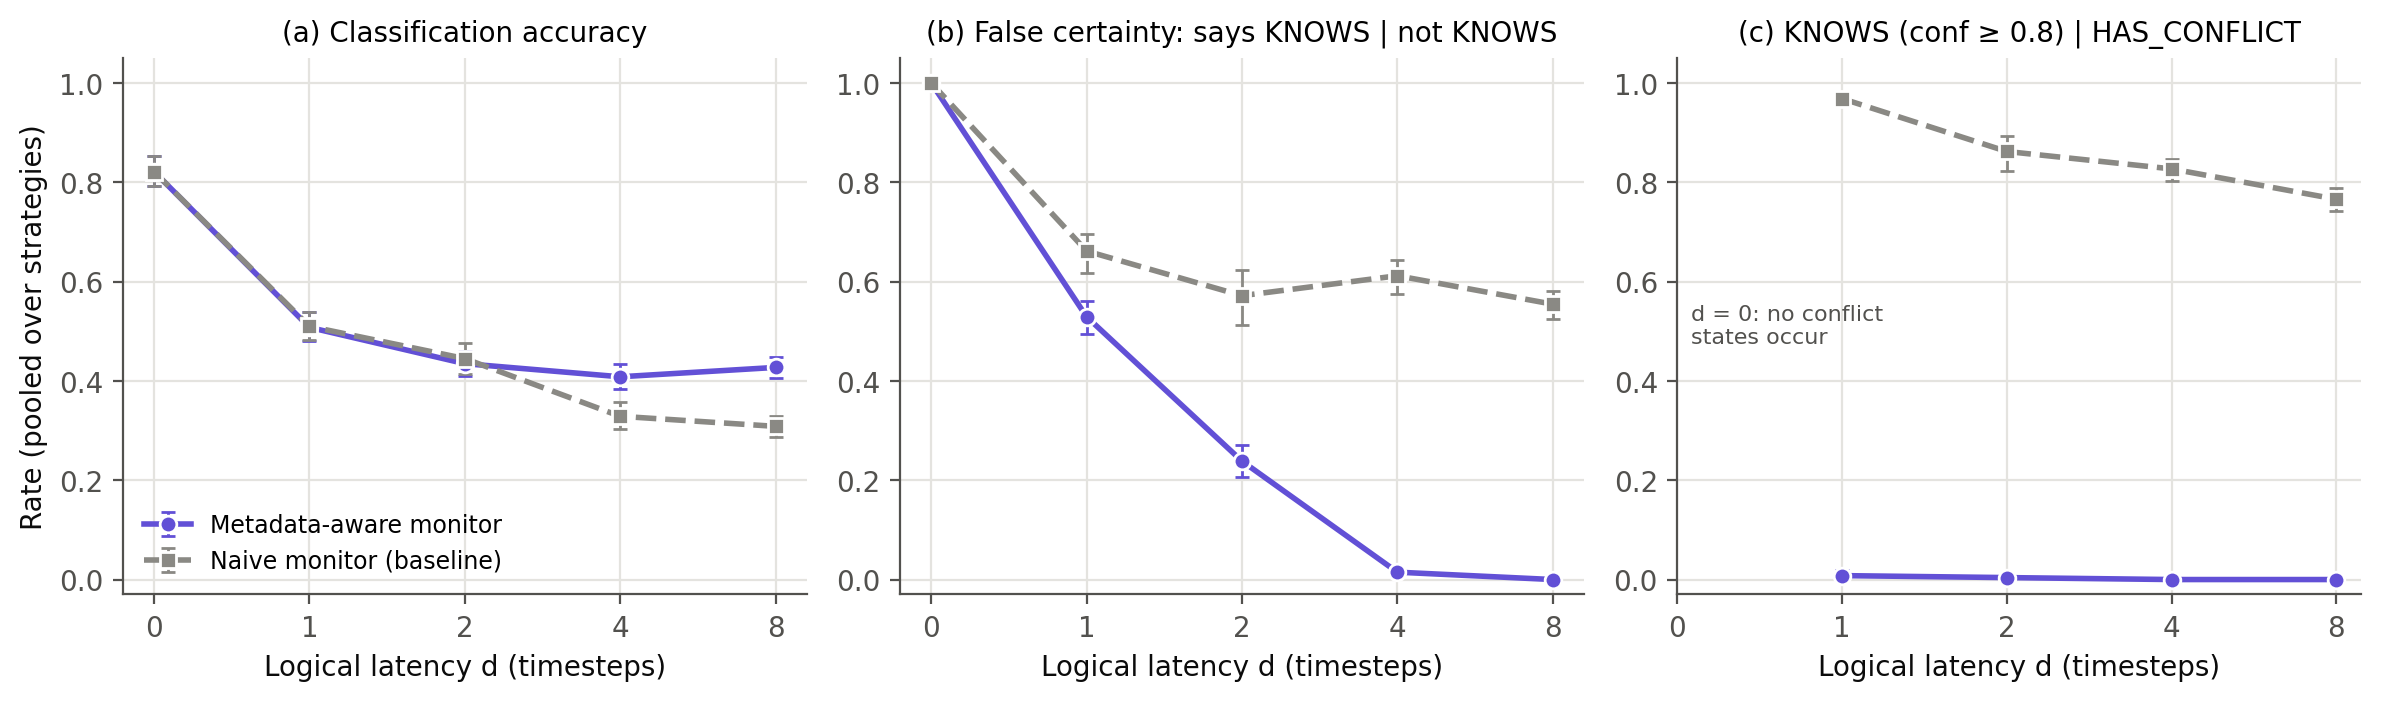 (a) Classification accuracy
Rate (pooled over strategies)
1.0
0.8
0.6
0.4
0.2
0.0
Metadata-aware monitor
Naive monitor (baseline)
0 1 2 4 8
Logical latency d (timesteps)
(b) False certainty: says KNOWS | not KNOWS
1.0
0.8
0.6
0.4
0.2
0.0
0 1 2 4 8
Logical latency d (timesteps)
(c) KNOWS (conf ≥ 0.8) | HAS_CONFLICT
1.0
0.8
0.6
0.4
0.2
0.0
d = 0: no conflict
states occur
0 1 2 4 8
Logical latency d (timesteps)